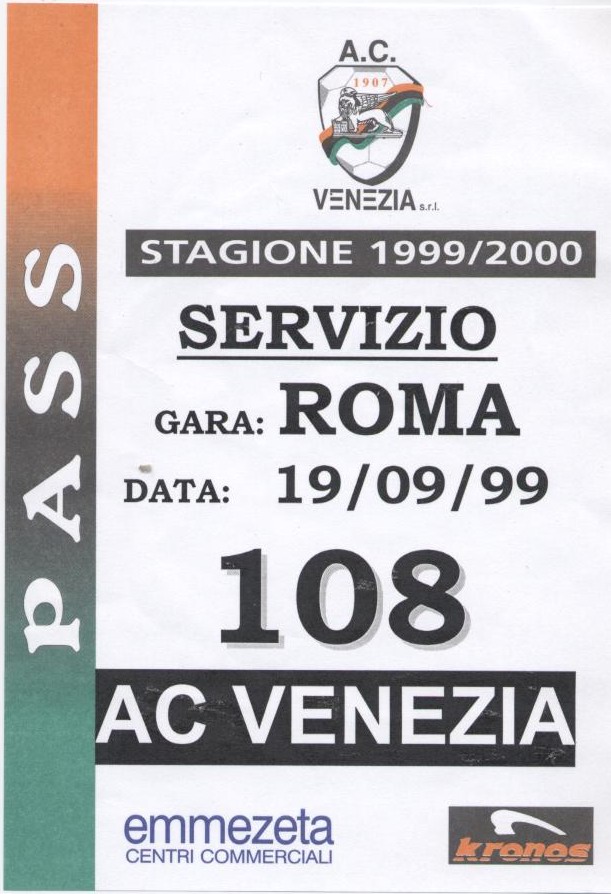 A.C.
1907
VENEZIA s.r.l.
STAGIONE 1999/2000
SERVIZIO
GARA: ROMA
DATA: 19/09/99
108
AC VENEZIA
PASS
emmezeta
CENTRI COMMERCIALI
kronos